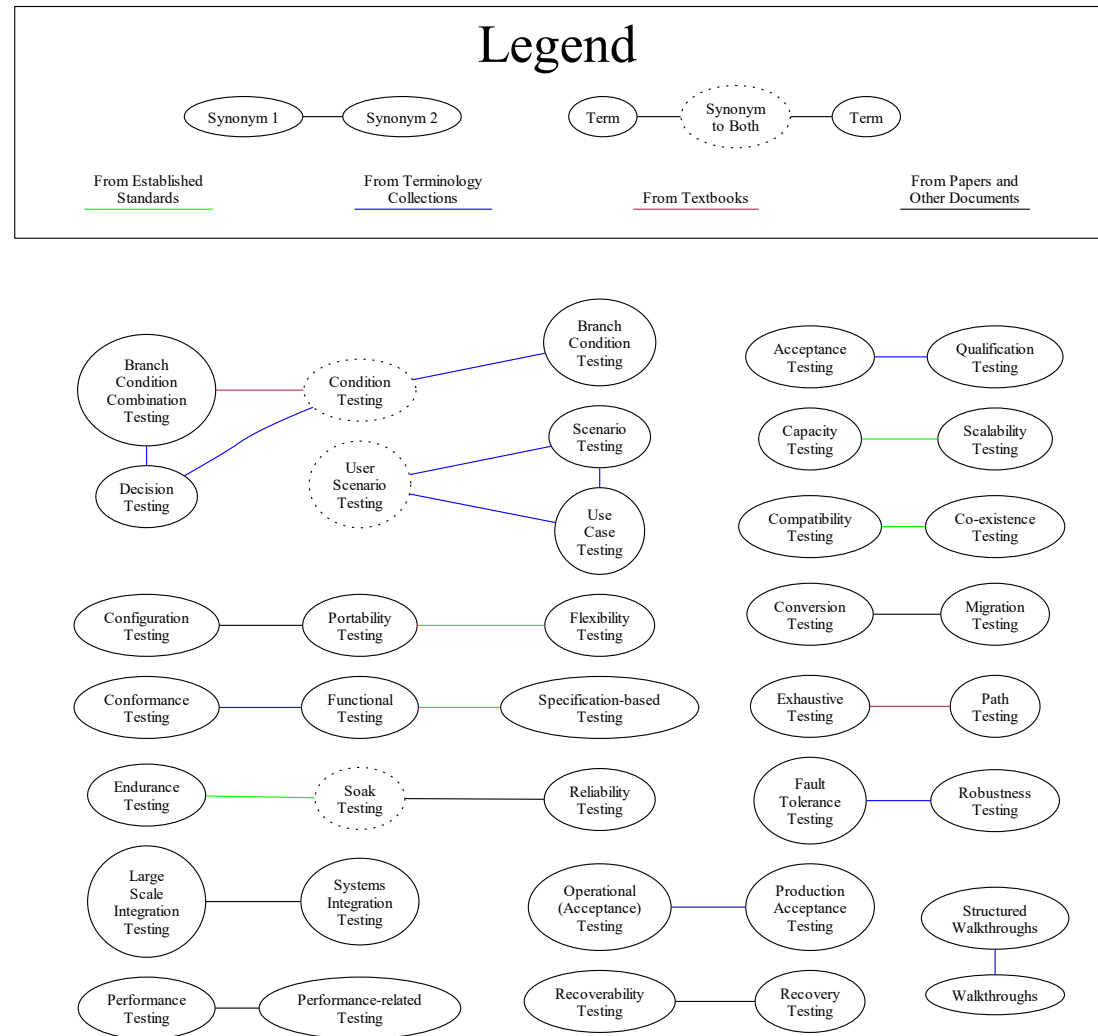 Legend
Synonym 1
Synonym 2
Term
Synonym
to Both
Term
From Established
Standards
From Terminology
Collections
From Textbooks
From Papers and
Other Documents
Branch
Condition
Combination
Testing
Condition
Testing
Branch
Condition
Testing
Decision
Testing
User
Scenario
Testing
Scenario
Testing
Use
Case
Testing
Acceptance
Testing
Qualification
Testing
Capacity
Testing
Scalability
Testing
Compatibility
Testing
Co-existence
Testing
Configuration
Testing
Portability
Testing
Flexibility
Testing
Conversion
Testing
Migration
Testing
Conformance
Testing
Functional
Testing
Specification-based
Testing
Exhaustive
Testing
Path
Testing
Endurance
Testing
Soak
Testing
Reliability
Testing
Fault
Tolerance
Testing
Robustness
Testing
Large
Scale
Integration
Testing
Systems
Integration
Testing
Operational
(Acceptance)
Testing
Production
Acceptance
Testing
Structured
Walkthroughs
Walkthroughs
Performance
Testing
Performance-related
Testing
Recoverability
Testing
Recovery
Testing